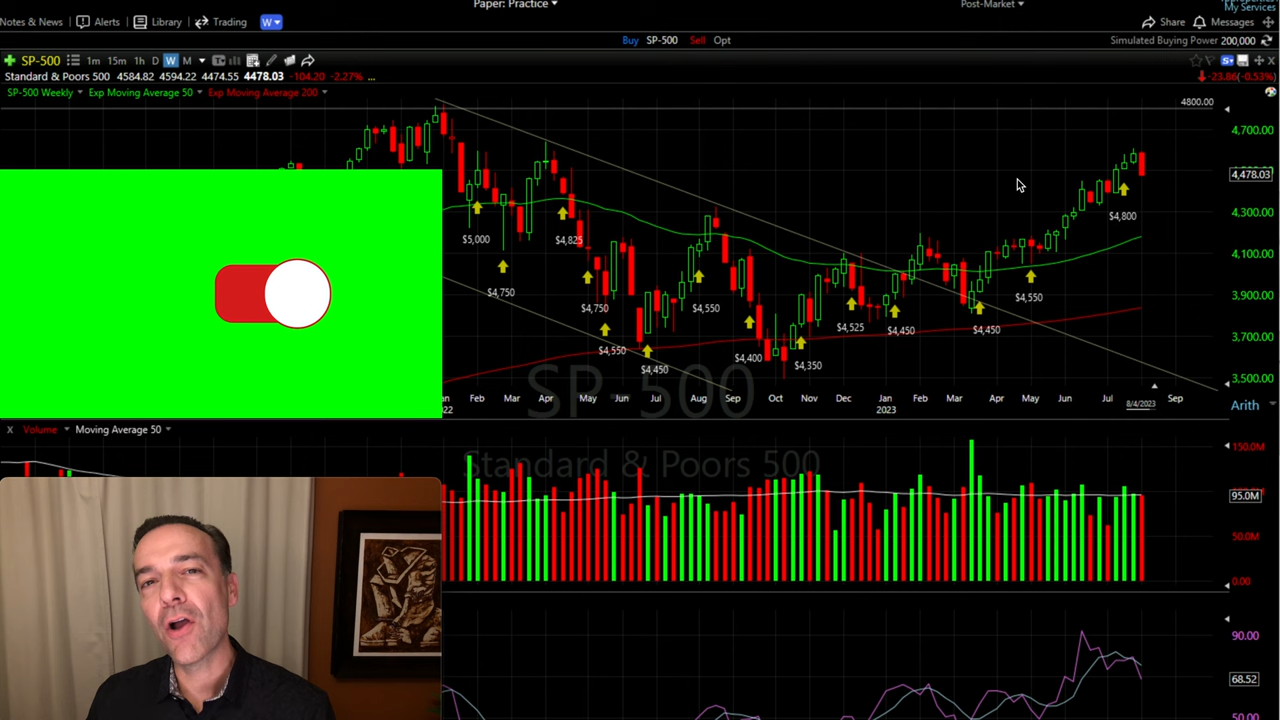 Paper: Practice
Post-Market
My Services
Notes & News
Alerts
Library
Trading
W
Share
Messages
Buy SP-500 Sell Opt
Simulated Buying Power 200,000
SP-500
1m 15m 1h D W M
Standard & Poors 500 4584.82 4594.22 4474.55 4478.03 -104.20 -2.27% ...
-23.86(-0.53%)
SP-500 Weekly
Exp Moving Average 50
Exp Moving Average 200
4800.00
4,700.00
4,478.03
4,300.00
4,100.00
3,900.00
3,700.00
3,500.00
$5,000
$4,825
$4,800
$4,750
$4,750
$4,550
$4,550
$4,525
$4,450
$4,450
$4,550
$4,450
$4,400
$4,350
SP-500
Standard & Poors 500
2022
Feb Mar Apr May Jun Jul Aug Sep Oct Nov Dec
2023
Feb Mar Apr May Jun Jul 8/4/2023 Sep
Arith
X Volume Moving Average 50
150.0M
95.0M
50.0M
0.00
90.00
68.52
50.00